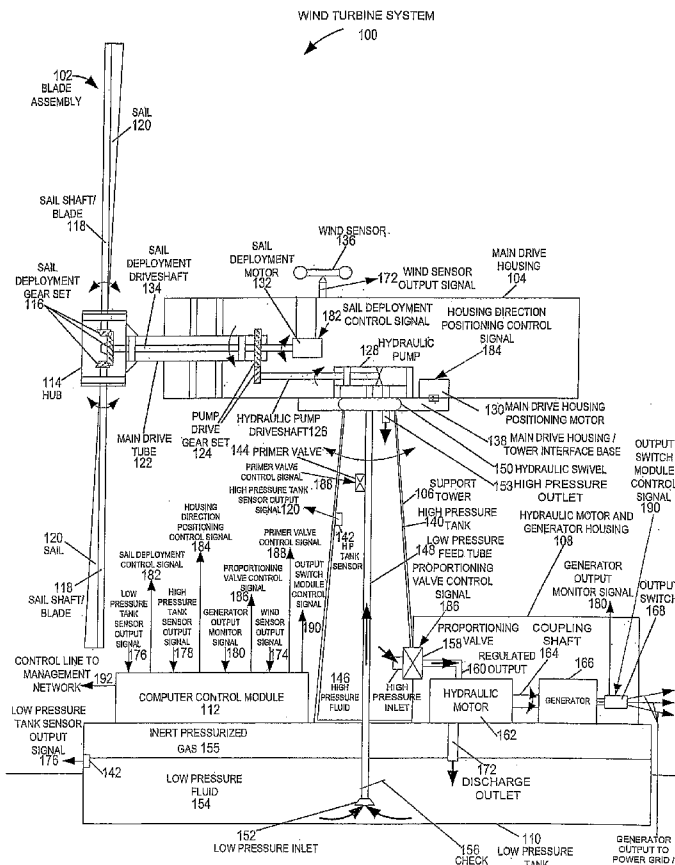 WIND TURBINE SYSTEM
100
102
BLADE
ASSEMBLY
SAIL
120
SAIL SHAFT/
BLADE
118
SAIL
DEPLOYMENT
GEAR SET
116
SAIL
DEPLOYMENT
DRIVESHAFT
134
SAIL
DEPLOYMENT
MOTOR
132
WIND SENSOR
136
172
WIND SENSOR
OUTPUT SIGNAL
182
SAIL DEPLOYMENT
CONTROL SIGNAL
MAIN DRIVE
HOUSING
104
HOUSING DIRECTION
POSITIONING CONTROL
SIGNAL
184
128
HYDRAULIC
PUMP
114 HUB
MAIN DRIVE
TUBE
122
PUMP
DRIVE
GEAR SET
124
HYDRAULIC PUMP
DRIVESHAFT 126
130 MAIN DRIVE HOUSING
POSITIONING MOTOR
138 MAIN DRIVE HOUSING /
TOWER INTERFACE BASE
150 HYDRAULIC SWIVEL
153 HIGH PRESSURE
OUTLET
144 PRIMER VALVE
PRIMER VALVE
CONTROL SIGNAL
188
HIGH PRESSURE TANK
SENSOR OUTPUT
SIGNAL 120
142
HP
TANK
SENSOR
SUPPORT
106 TOWER
HIGH PRESSURE
140 TANK
LOW PRESSURE
148 FEED TUBE
PROPORTIONING
VALVE CONTROL
SIGNAL
186
OUTPUT
SWITCH
MODULE
CONTROL
SIGNAL
190
HYDRAULIC MOTOR AND
GENERATOR HOUSING
108
GENERATOR
OUTPUT
MONITOR SIGNAL
180
OUTPUT
SWITCH
168
120
SAIL
118
SAIL SHAFT/BLADE
SAIL DEPLOYMENT
CONTROL SIGNAL
182
HOUSING
DIRECTION
POSITIONING
CONTROL
SIGNAL
184
PRIMER VALVE
CONTROL SIGNAL
188
PROPORTIONING
VALVE CONTROL
SIGNAL
186
OUTPUT
SWITCH MODULE
CONTROL
SIGNAL
190
LOW
PRESSURE
TANK
SENSOR
OUTPUT
SIGNAL
176
HIGH
PRESSURE
TANK
SENSOR
OUTPUT
SIGNAL
178
GENERATOR
OUTPUT
MONITOR
SIGNAL
180
WIND
SENSOR
OUTPUT
SIGNAL
174
158
PROPORTIONING
VALVE
REGULATED
160 OUTPUT
COUPLING
SHAFT
164
166
GENERATOR
CONTROL LINE TO
MANAGEMENT
NETWORK
192
COMPUTER CONTROL MODULE
112
146
HIGH
PRESSURE
FLUID
HIGH
PRESSURE
INLET
HYDRAULIC
MOTOR
162
LOW PRESSURE
TANK SENSOR
OUTPUT
SIGNAL
176
142
INERT PRESSURIZED
GAS 155
LOW PRESSURE
FLUID
154
172
DISCHARGE
OUTLET
152
LOW PRESSURE INLET
156
CHECK
110
LOW PRESSURE
TANK
GENERATOR
OUTPUT TO
POWER GRID /